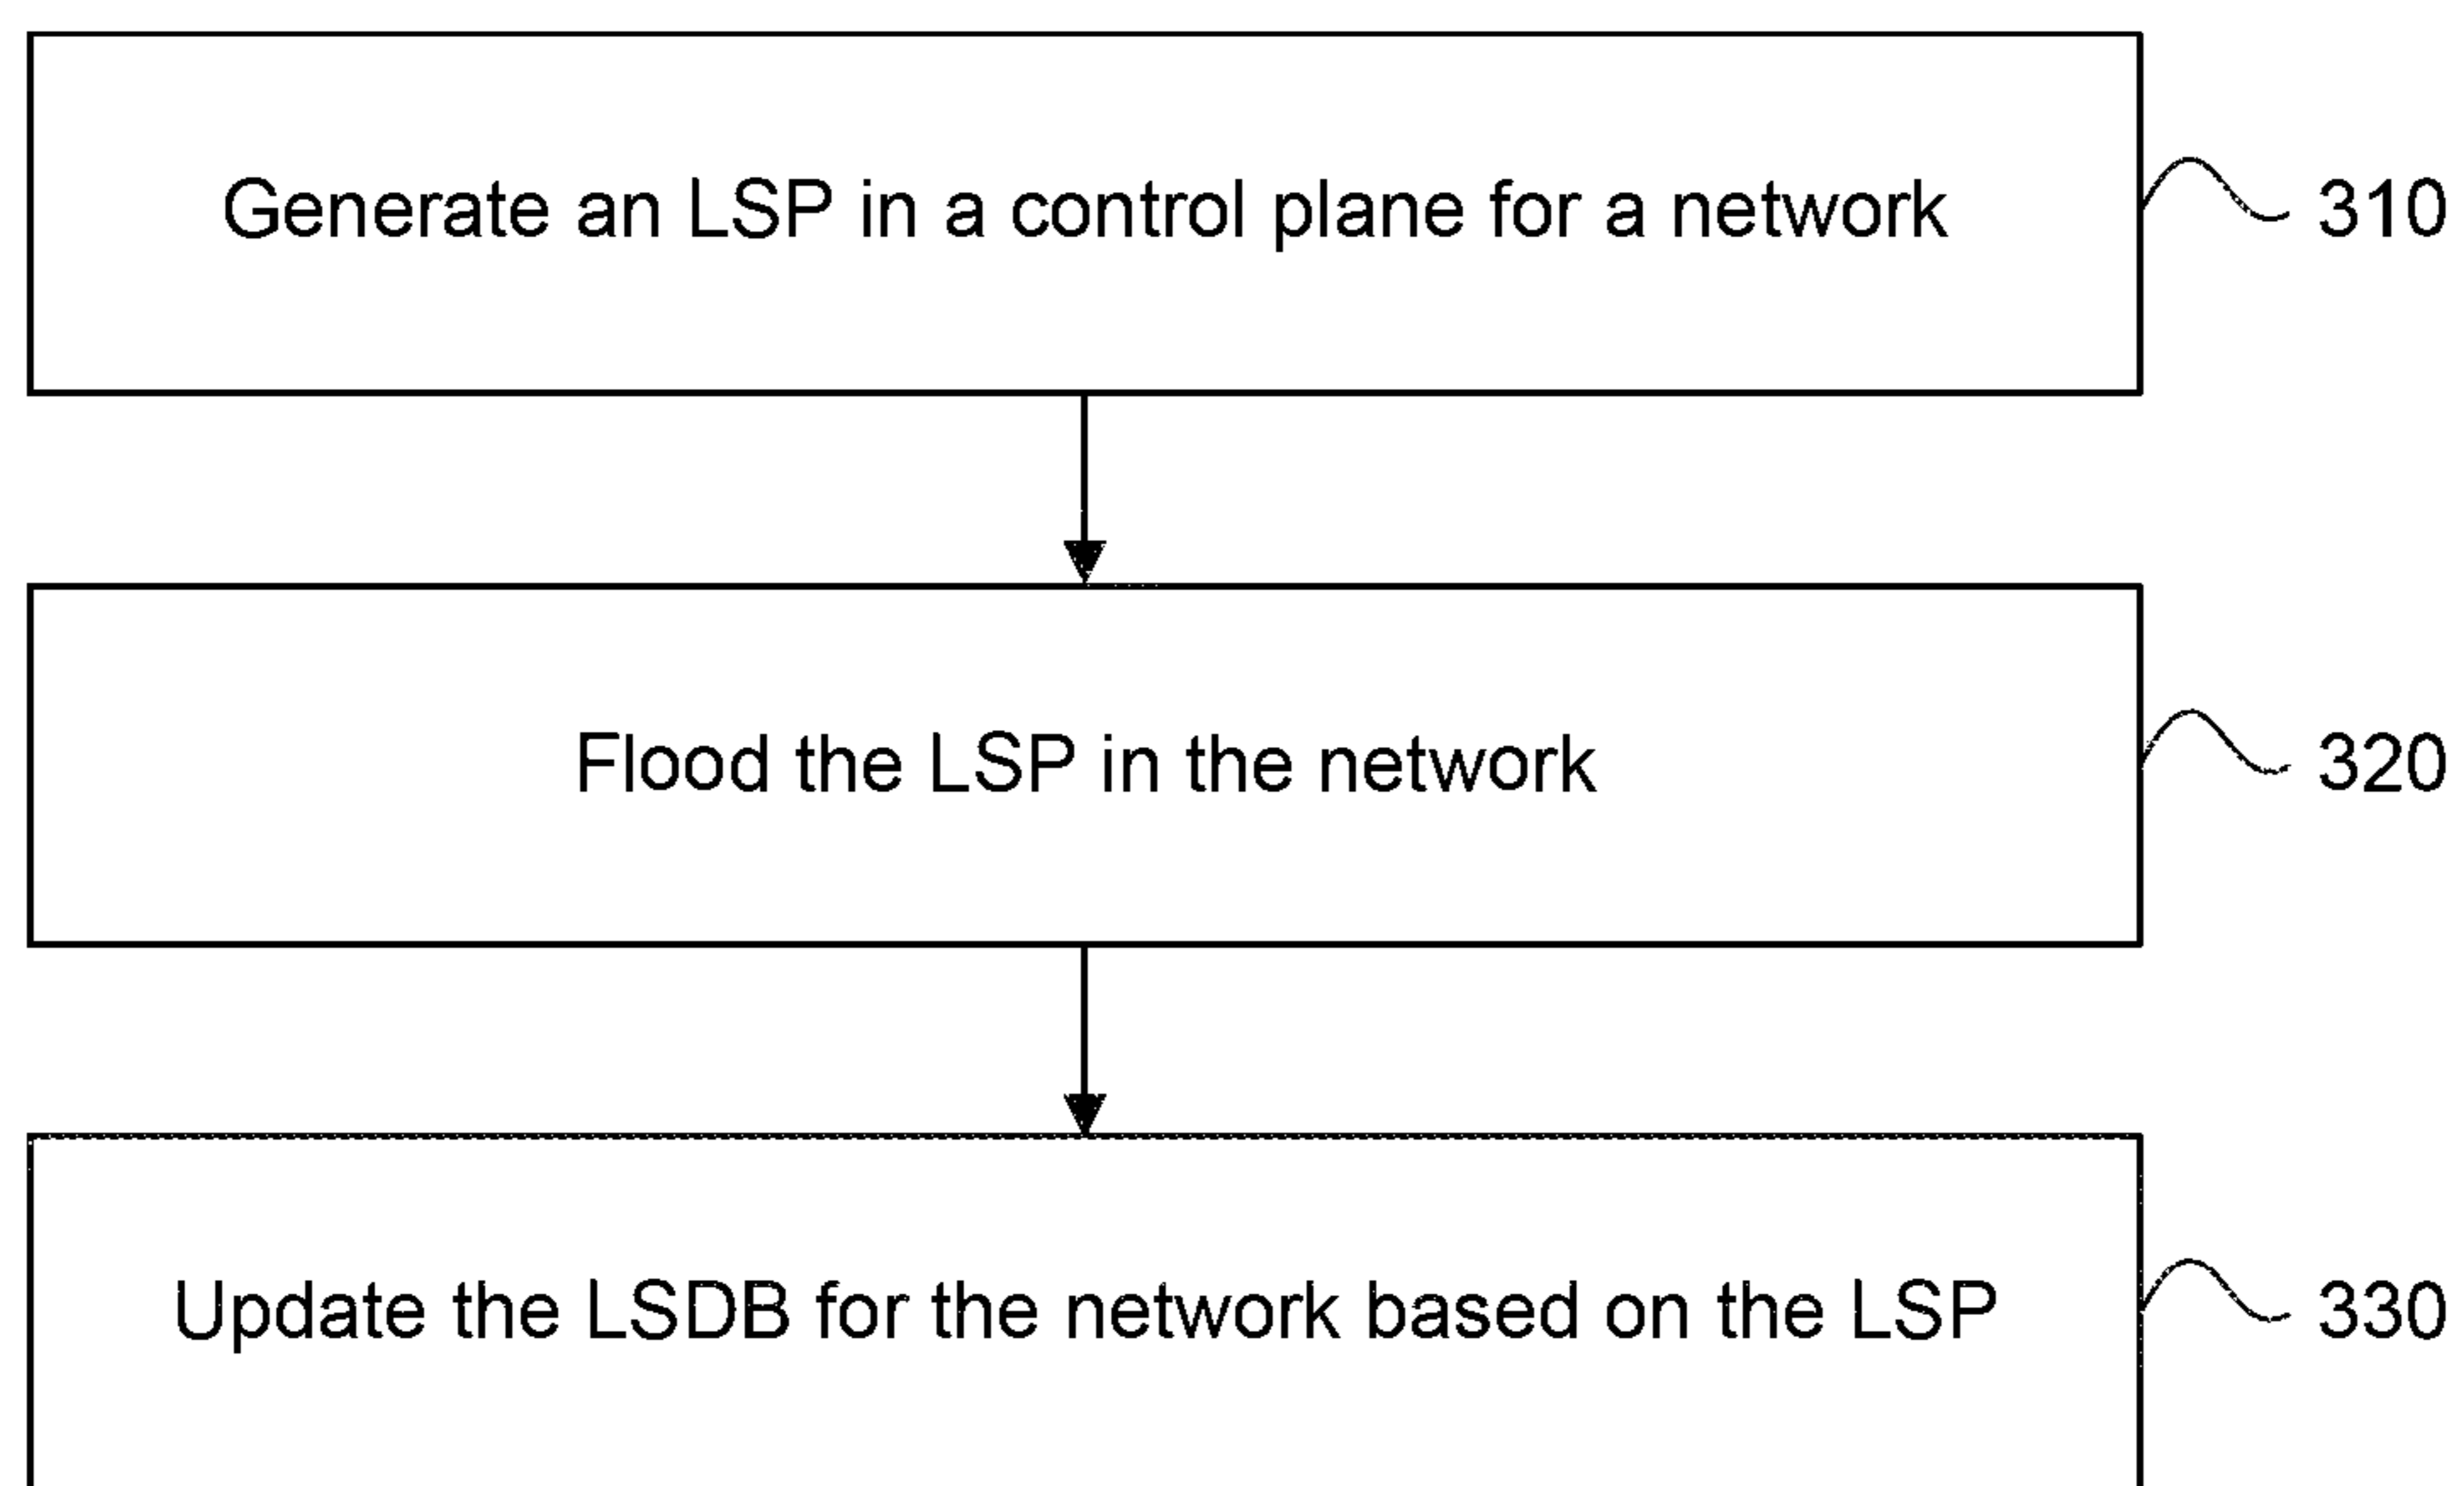 Generate an LSP in a control plane for a network
310
Flood the LSP in the network
320
Update the LSDB for the network based on the LSP
330